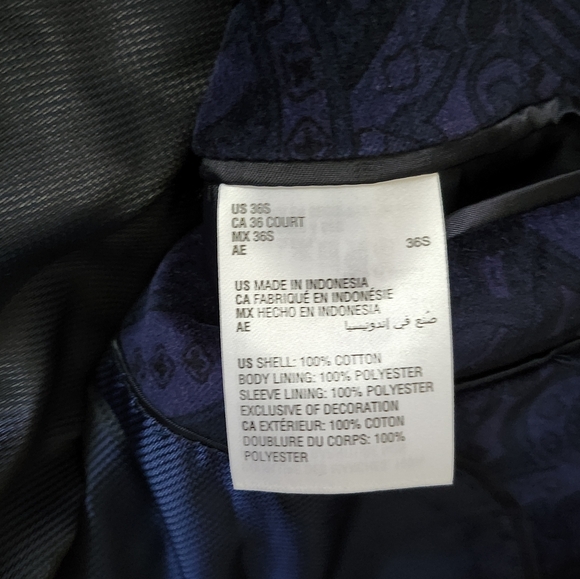 US 36S
CA 36 COURT
MX 36S
AE 36S
US MADE IN INDONESIA
CA FABRIQUÉ EN INDONÉSIE
MX HECHO EN INDONESIA
AE صُنع في إندونيسيا
US SHELL: 100% COTTON
BODY LINING: 100% POLYESTER
SLEEVE LINING: 100% POLYESTER
EXCLUSIVE OF DECORATION
CA EXTÉRIEUR: 100% COTON
DOUBLURE DU CORPS: 100%
POLYESTER